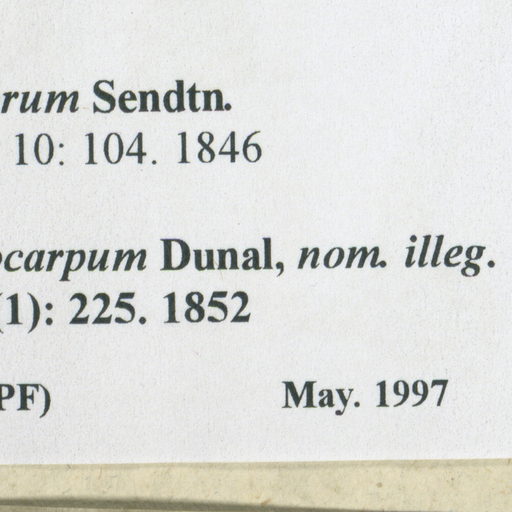 rum Sendtn.
10: 104. 1846
ocarpum Dunal, nom. illeg.
(1): 225. 1852
PF) May. 1997